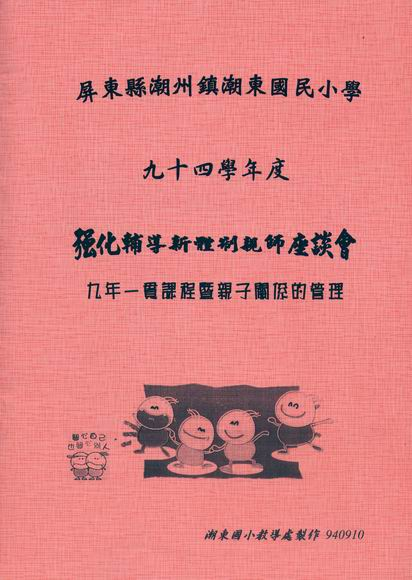 屏東縣潮州鎮潮東國民小學
九十四學年度
強化輔導新體制親師座談會
九年一貫課程暨親子關係的管理
潮東國小教導處製作 940910